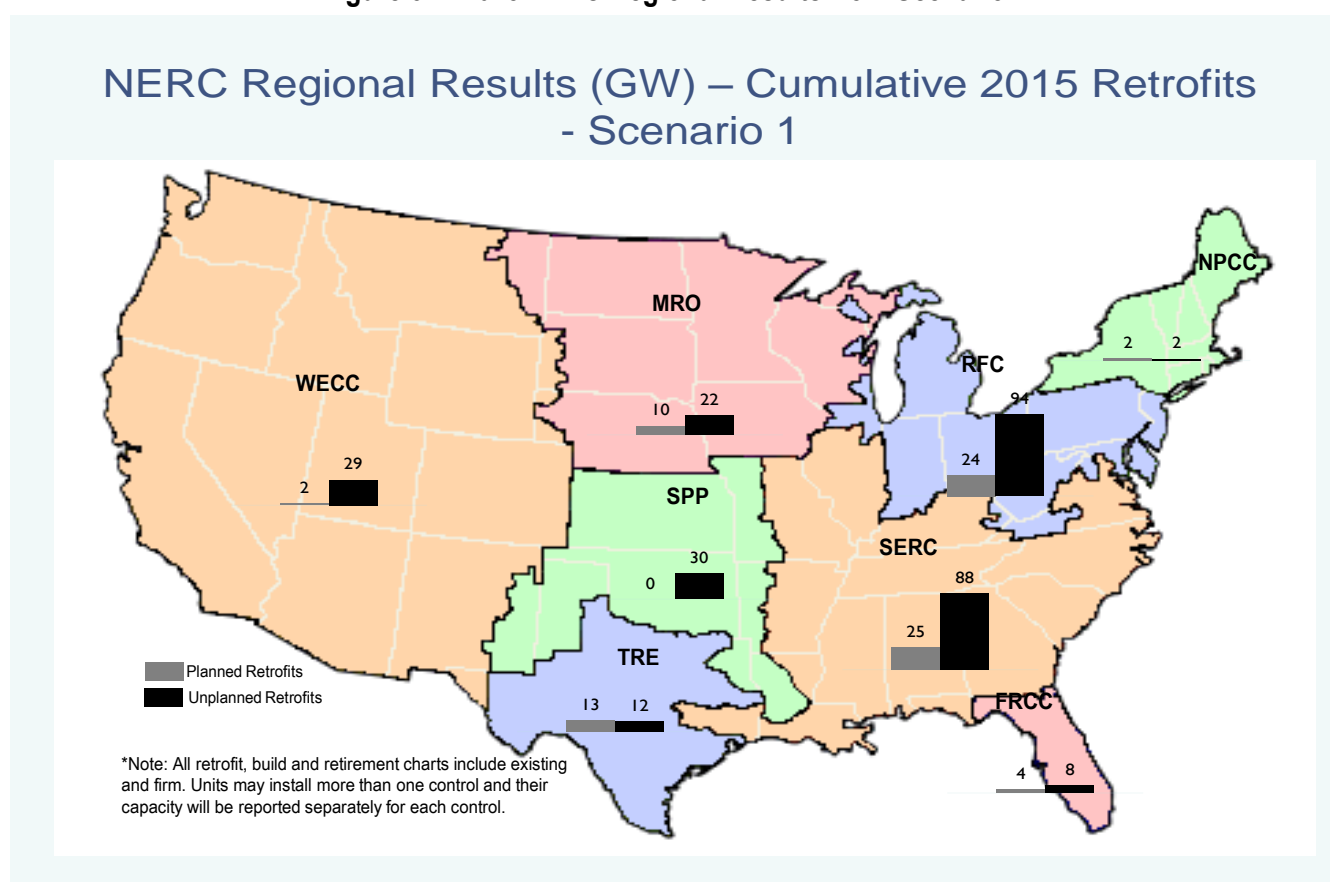 NERC Regional Results (GW) – Cumulative 2015 Retrofits
- Scenario 1
NPCC
MRO
2 2
RFC
WECC
94
10 22
24
29
2
SPP
SERC
30
0
88
25
TRE
Planned Retrofits
Unplanned Retrofits
FRCC
13 12
*Note: All retrofit, build and retirement charts include existing
and firm. Units may install more than one control and their
capacity will be reported separately for each control.
4 8